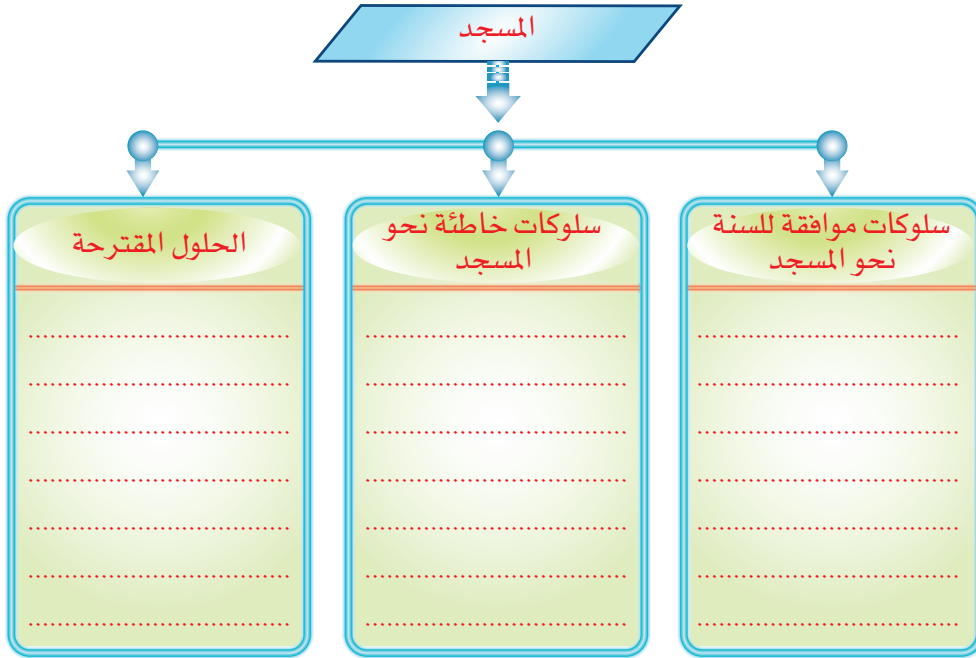 المسجد
سلوكات موافقة للسنة
نحو المسجد
سلوكات خاطئة نحو
المسجد
الحلول المقترحة